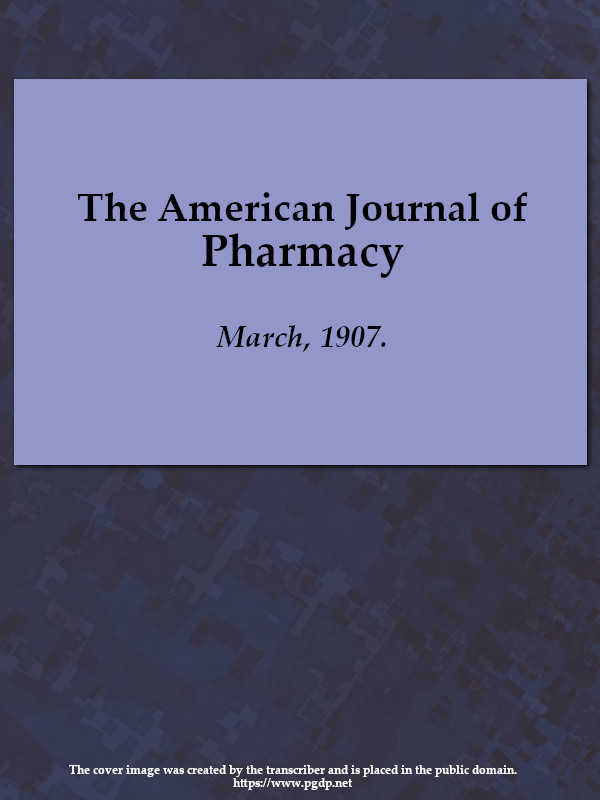 The American Journal of
Pharmacy
March, 1907.
The cover image was created by the transcriber and is placed in the public domain.
https://www.pgdp.net